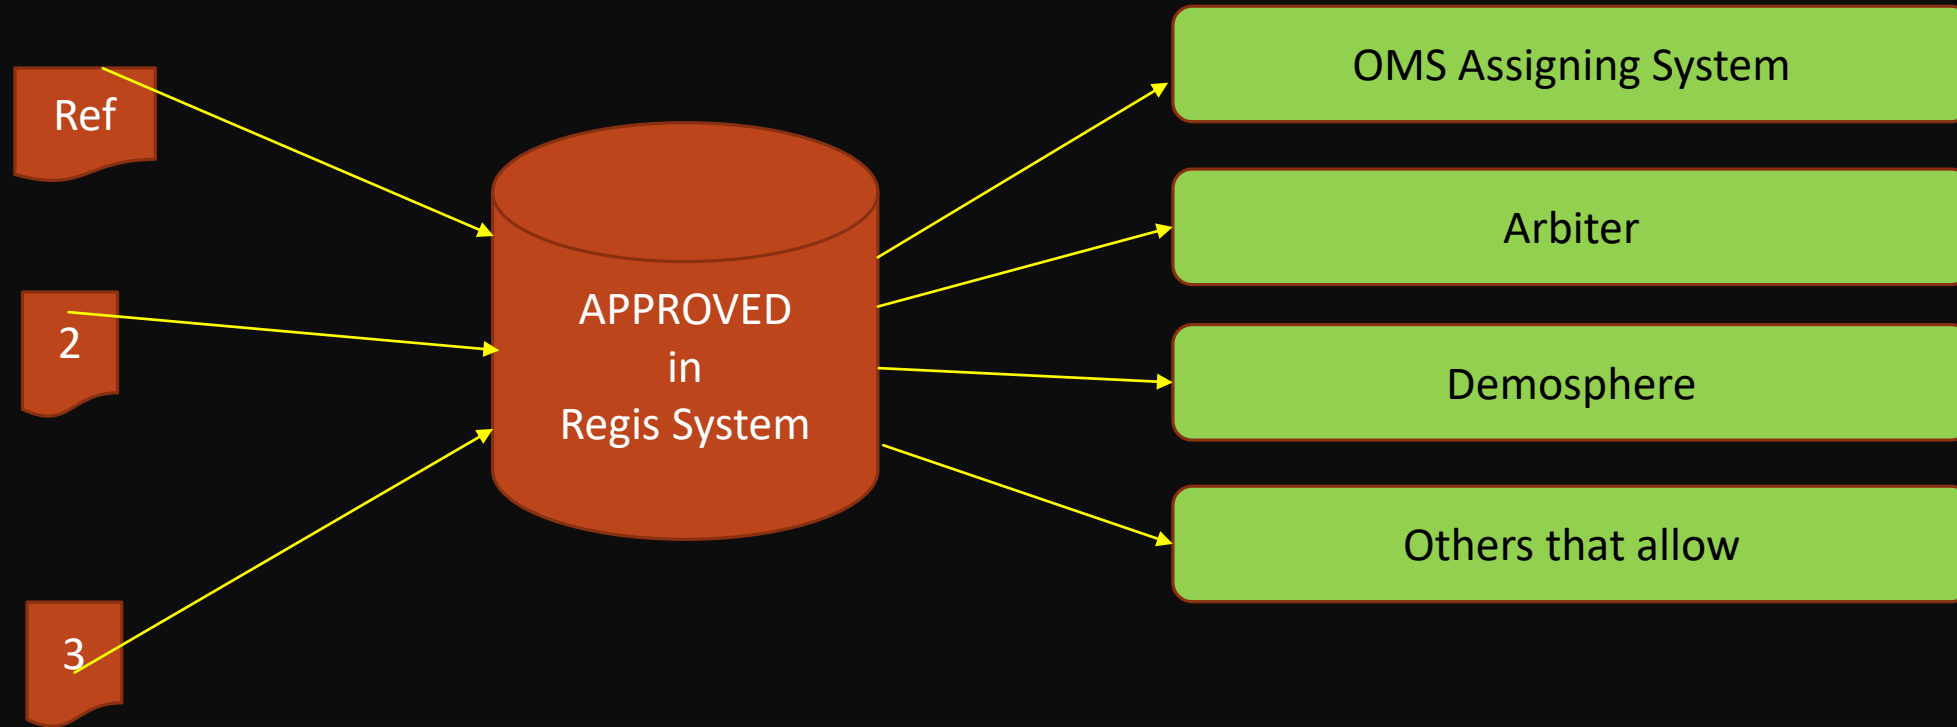 Ref
2
3
APPROVED
in
Regis System
OMS Assigning System
Arbiter
Demosphere
Others that allow